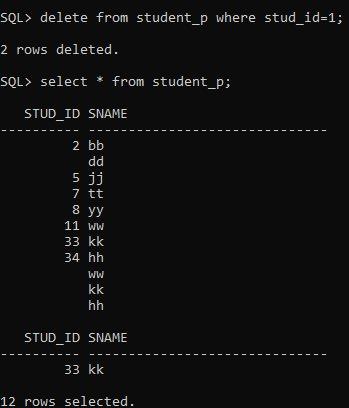 SQL> delete from student_p where stud_id=1;
2 rows deleted.
SQL> select * from student_p;
STUD_ID SNAME
---------- ------------------------------
2 bb
dd
5 jj
7 tt
8 yy
11 ww
33 kk
34 hh
ww
kk
hh
STUD_ID SNAME
---------- ------------------------------
33 kk
12 rows selected.